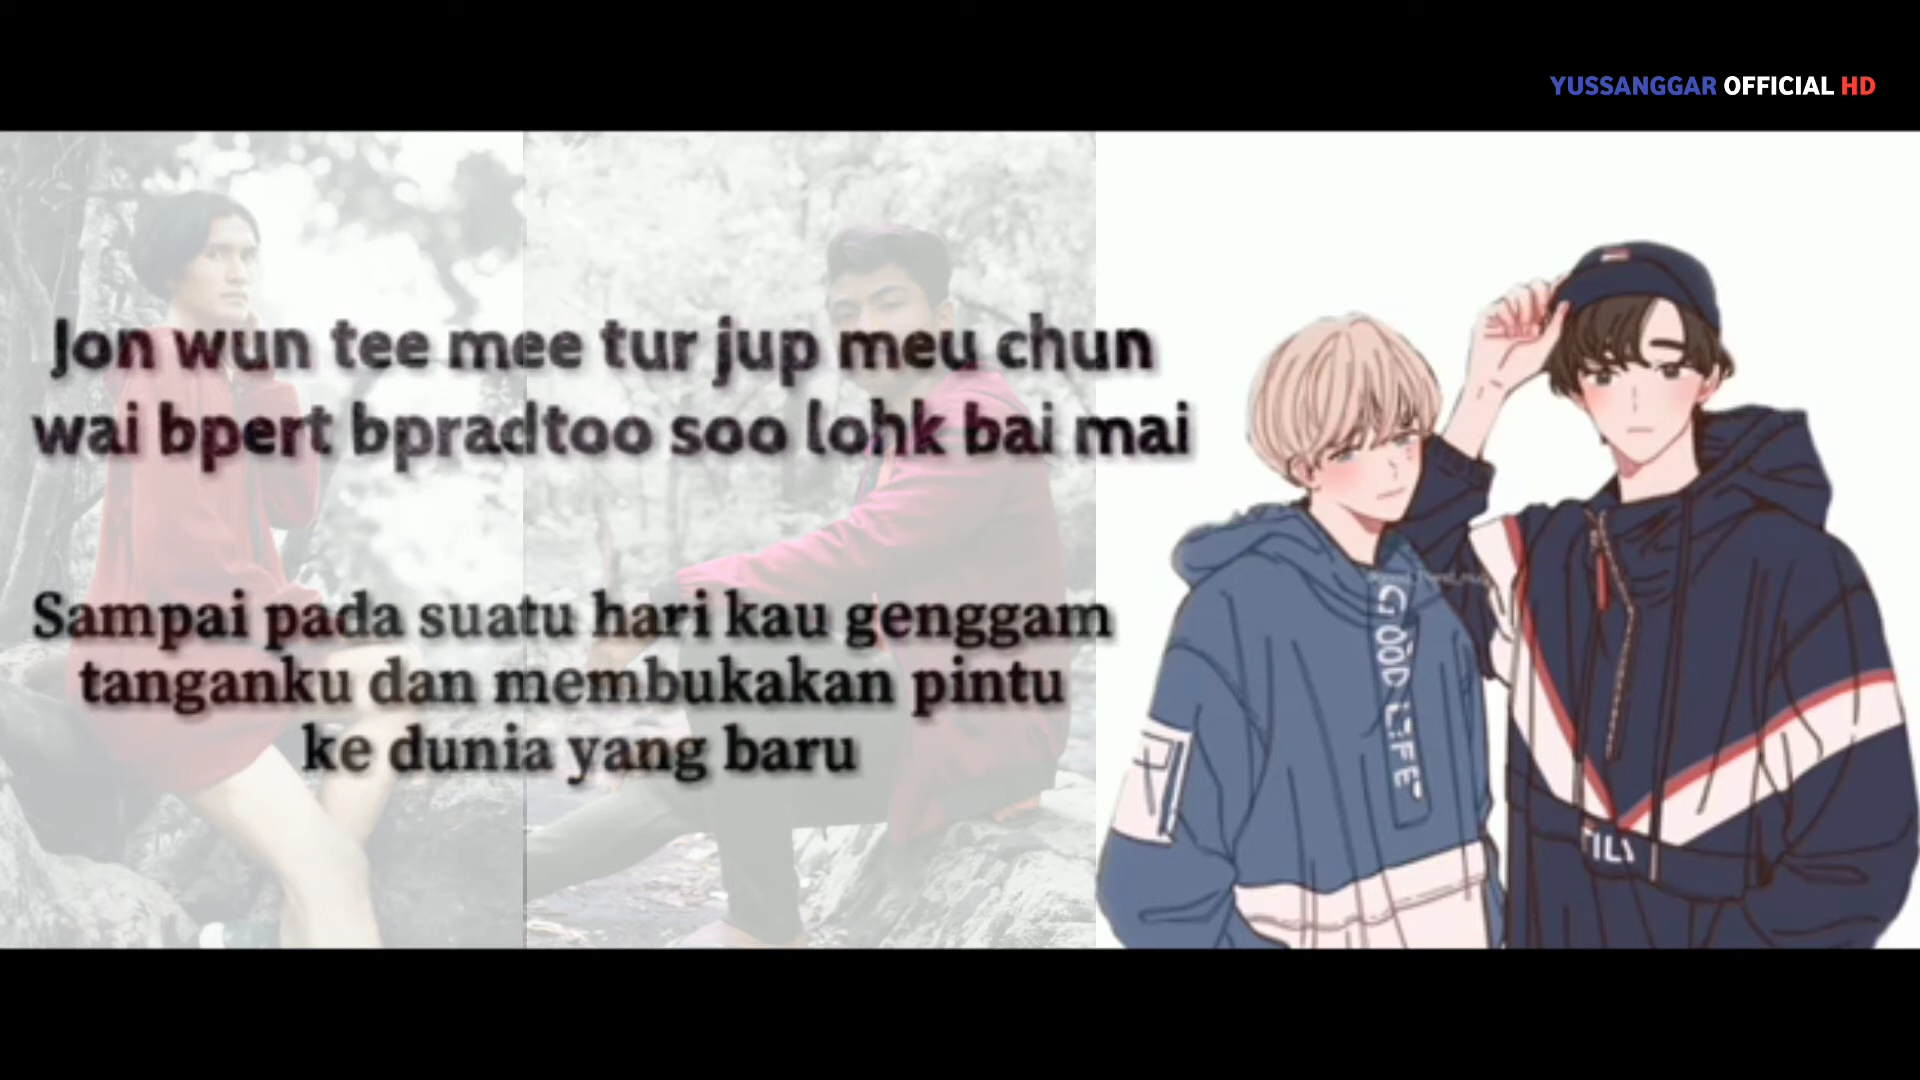 YUSSANGGAR OFFICIAL HD
Jon wun tee mee tur jup meu chun
wai bpert bpradtoo soo lohk bai mai
Sampai pada suatu hari kau genggam
tanganku dan membukakan pintu
ke dunia yang baru
GOOD LIFE